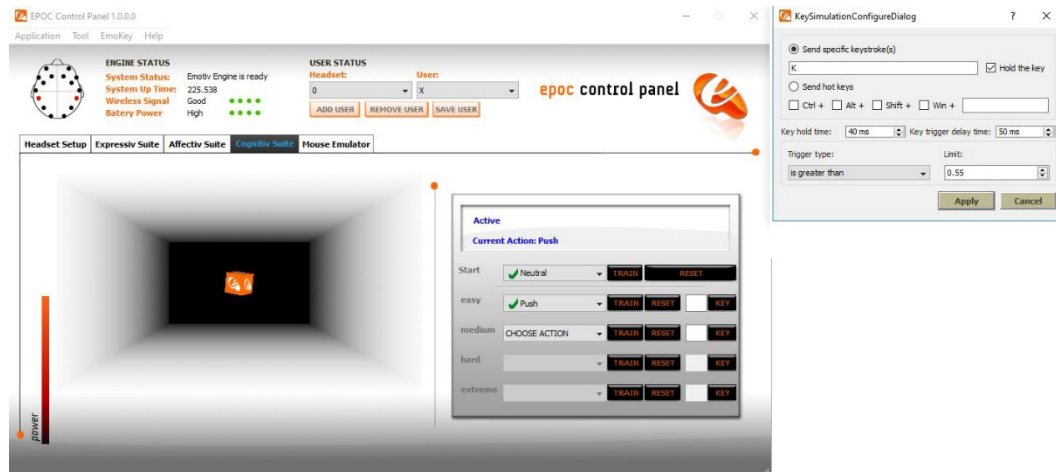 EPOC Control Panel 1.0.0.0
Application Tool EmoKey Help
ENGINE STATUS
System Status: Emotiv Engine is ready
System Up Time: 225.538
Wireless Signal Good
Batery Power High
USER STATUS
Headset: User:
0 X
ADD USER REMOVE USER SAVE USER
epoc control panel
Headset Setup Expressiv Suite Affectiv Suite Cognitiv Suite Mouse Emulator
power
Active
Current Action: Push
Start Neutral TRAIN RESET
easy Push TRAIN RESET KEY
medium CHOOSE ACTION TRAIN RESET KEY
hard TRAIN RESET KEY
extreme TRAIN RESET KEY
KeySimulationConfigureDialog ? X
Send specific keystroke(s)
K Hold the key
Send hot keys
Ctrl + Alt + Shift + Win +
Key hold time: 40 ms Key trigger delay time: 50 ms
Trigger type: Limit:
is greater than 0.55
Apply Cancel